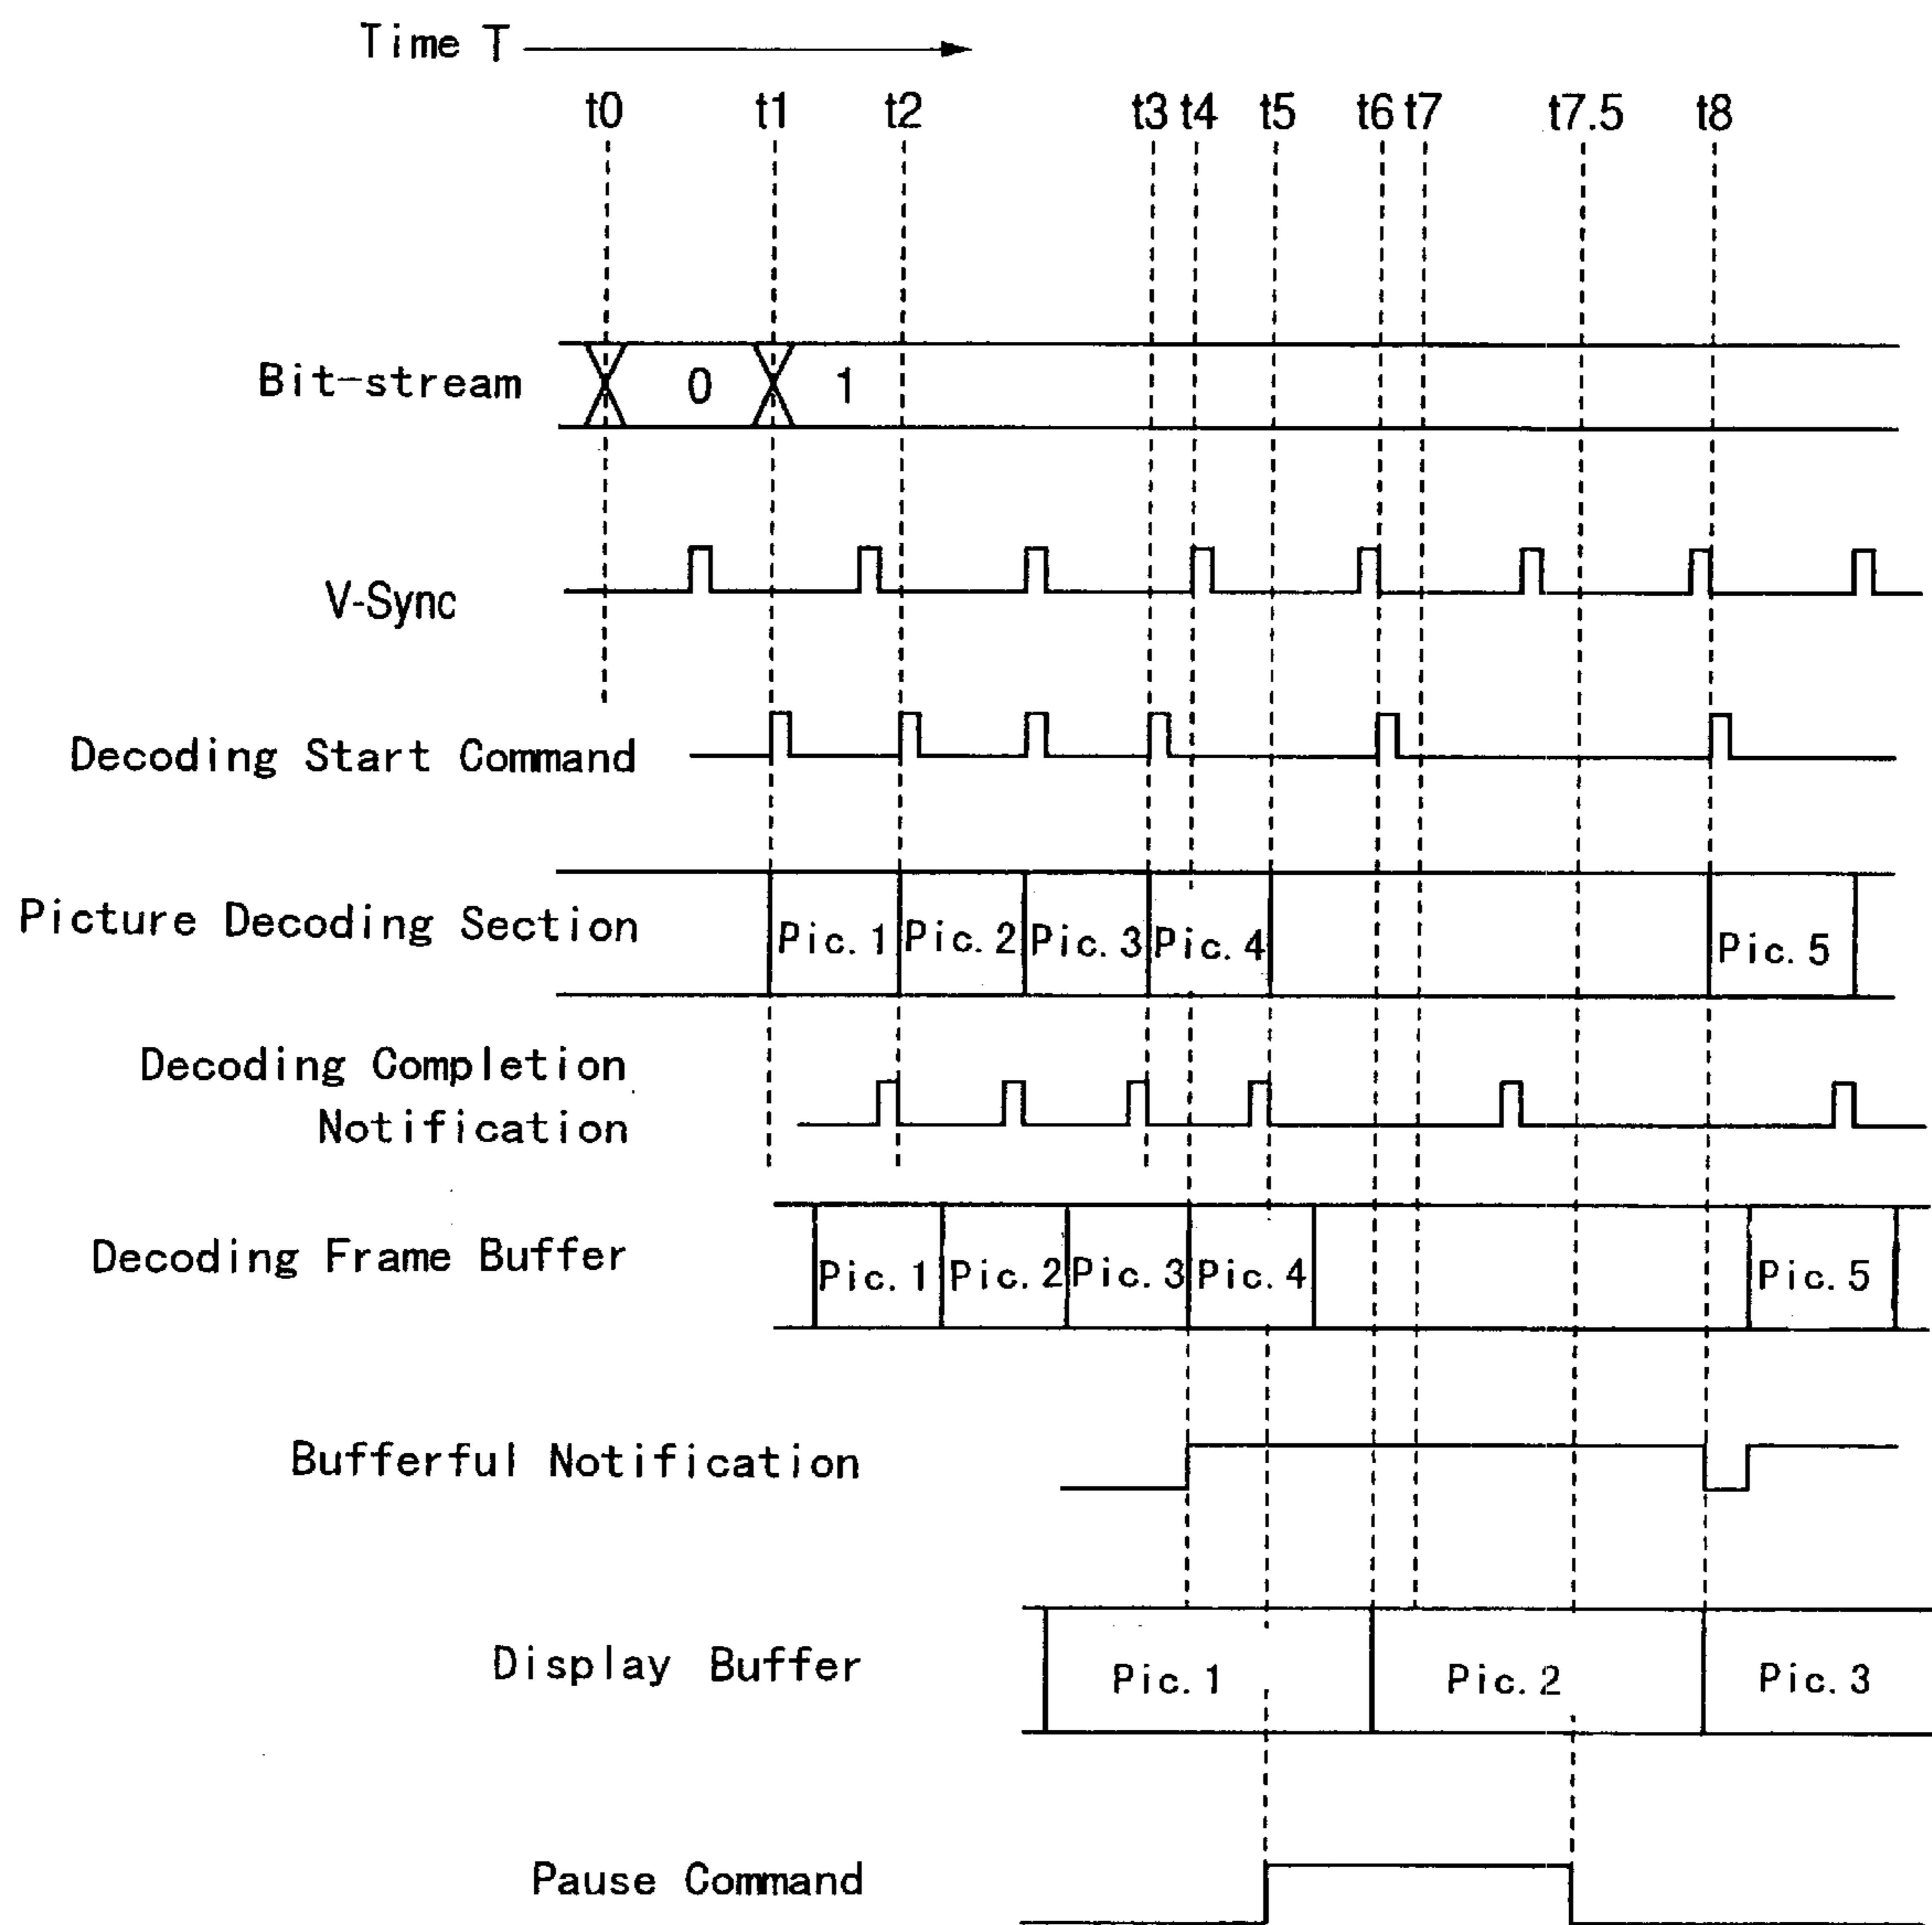 Time T
t0 t1 t2 t3 t4 t5 t6 t7 t7.5 t8
Bit-stream 0 1
V-Sync
Decoding Start Command
Picture Decoding Section Pic. 1 Pic. 2 Pic. 3 Pic. 4 Pic. 5
Decoding Completion
Notification
Decoding Frame Buffer Pic. 1 Pic. 2 Pic. 3 Pic. 4 Pic. 5
Bufferful Notification
Display Buffer Pic. 1 Pic. 2 Pic. 3
Pause Command